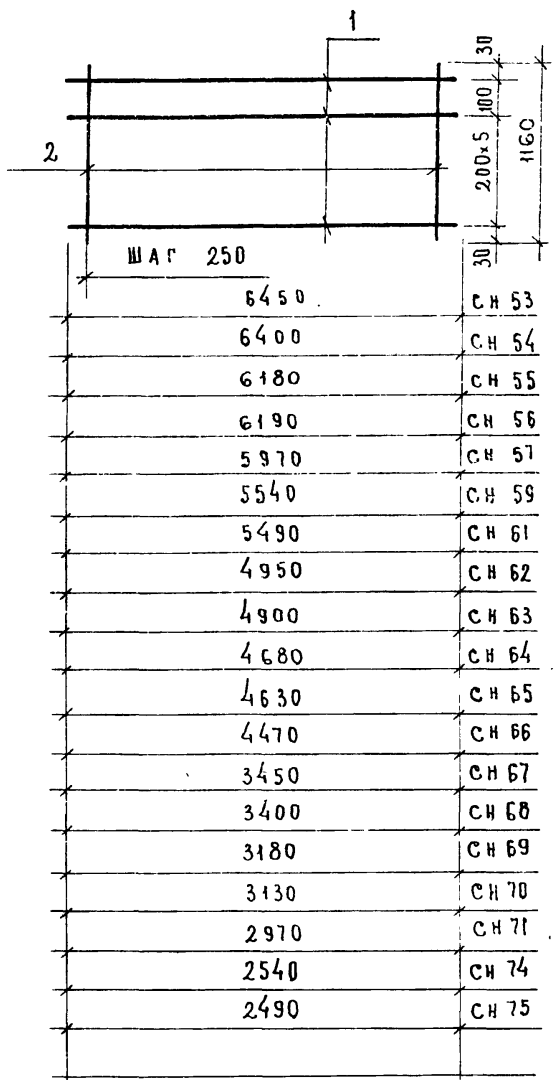 1
30
100
200×5
1160
30
2
ШАГ 250
6450 СН 53
6400 СН 54
6180 СН 55
6190 СН 56
5970 СН 57
5540 СН 59
5490 СН 61
4950 СН 62
4900 СН 63
4680 СН 64
4630 СН 65
4470 СН 66
3450 СН 67
3400 СН 68
3180 СН 69
3130 СН 70
2970 СН 71
2540 СН 74
2490 СН 75